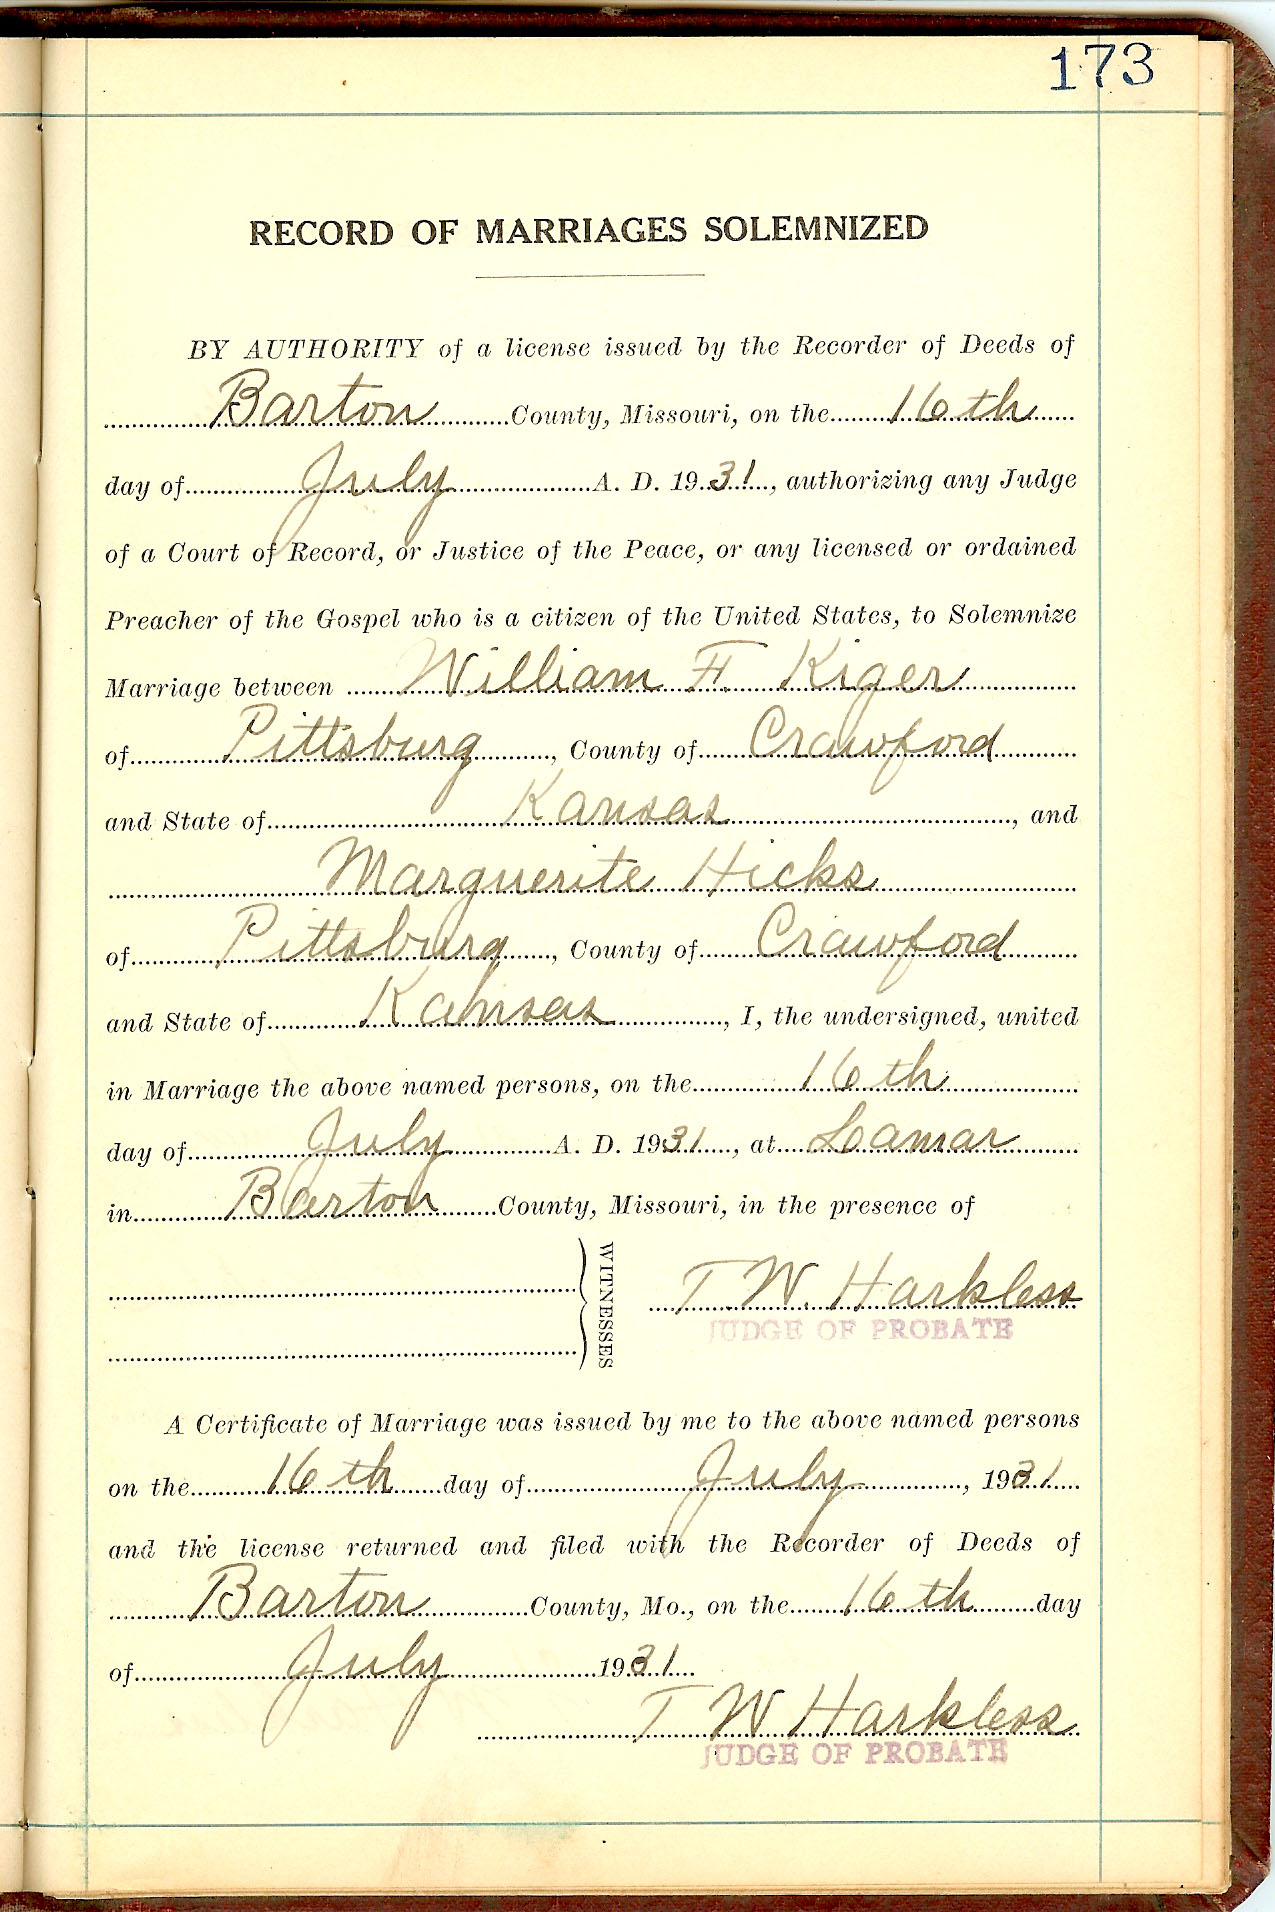 173
RECORD OF MARRIAGES SOLEMNIZED
BY AUTHORITY of a license issued by the Recorder of Deeds of
Barton County, Missouri, on the 16th
day of July A. D. 1931, authorizing any Judge
of a Court of Record, or Justice of the Peace, or any licensed or ordained
Preacher of the Gospel who is a citizen of the United States, to Solemnize
Marriage between William F. Kiger
of Pittsburg, County of Crawford
and State of Kansas, and
Marguerite Hicks
of Pittsburg, County of Crawford
and State of Kansas, I, the undersigned, united
in Marriage the above named persons, on the 16th
day of July A. D. 1931, at Lamar
in Barton County, Missouri, in the presence of
WITNESSES
T. W. Harkless
JUDGE OF PROBATE
A Certificate of Marriage was issued by me to the above named persons
on the 16th day of July, 1931
and the license returned and filed with the Recorder of Deeds of
Barton County, Mo., on the 16th day
of July 1931
T W Harkless
JUDGE OF PROBATE